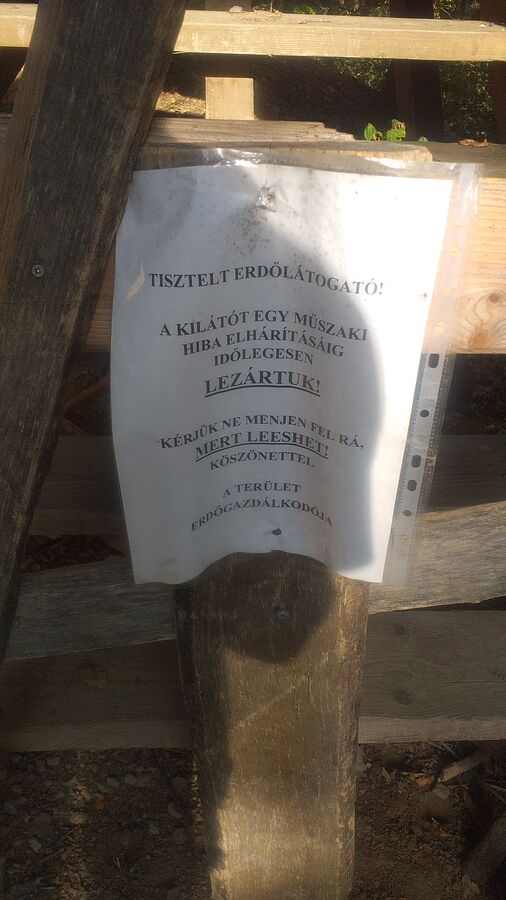 TISZTELT ERDŐLÁTOGATÓ!
A KILÁTÓT EGY MŰSZAKI
HIBA ELHÁRÍTÁSÁIG
IDŐLEGESEN
LEZÁRTUK!
KÉRJÜK NE MENJEN FEL RÁ,
MERT LEESHET!
KÖSZÖNETTEL
A TERÜLET
ERDŐGAZDÁLKODÓJA